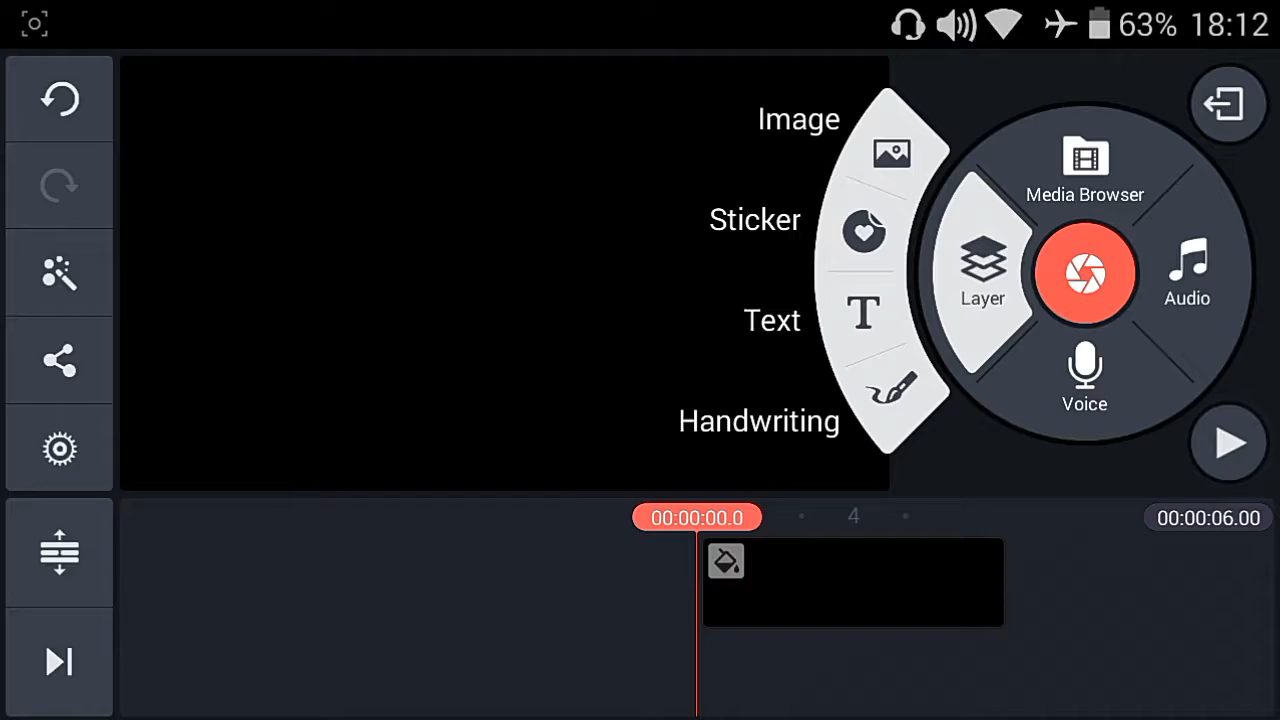 63% 18:12
Image
Sticker
Text
Handwriting
Media Browser
Layer
Audio
Voice
00:00:00.0
4
00:00:06.00